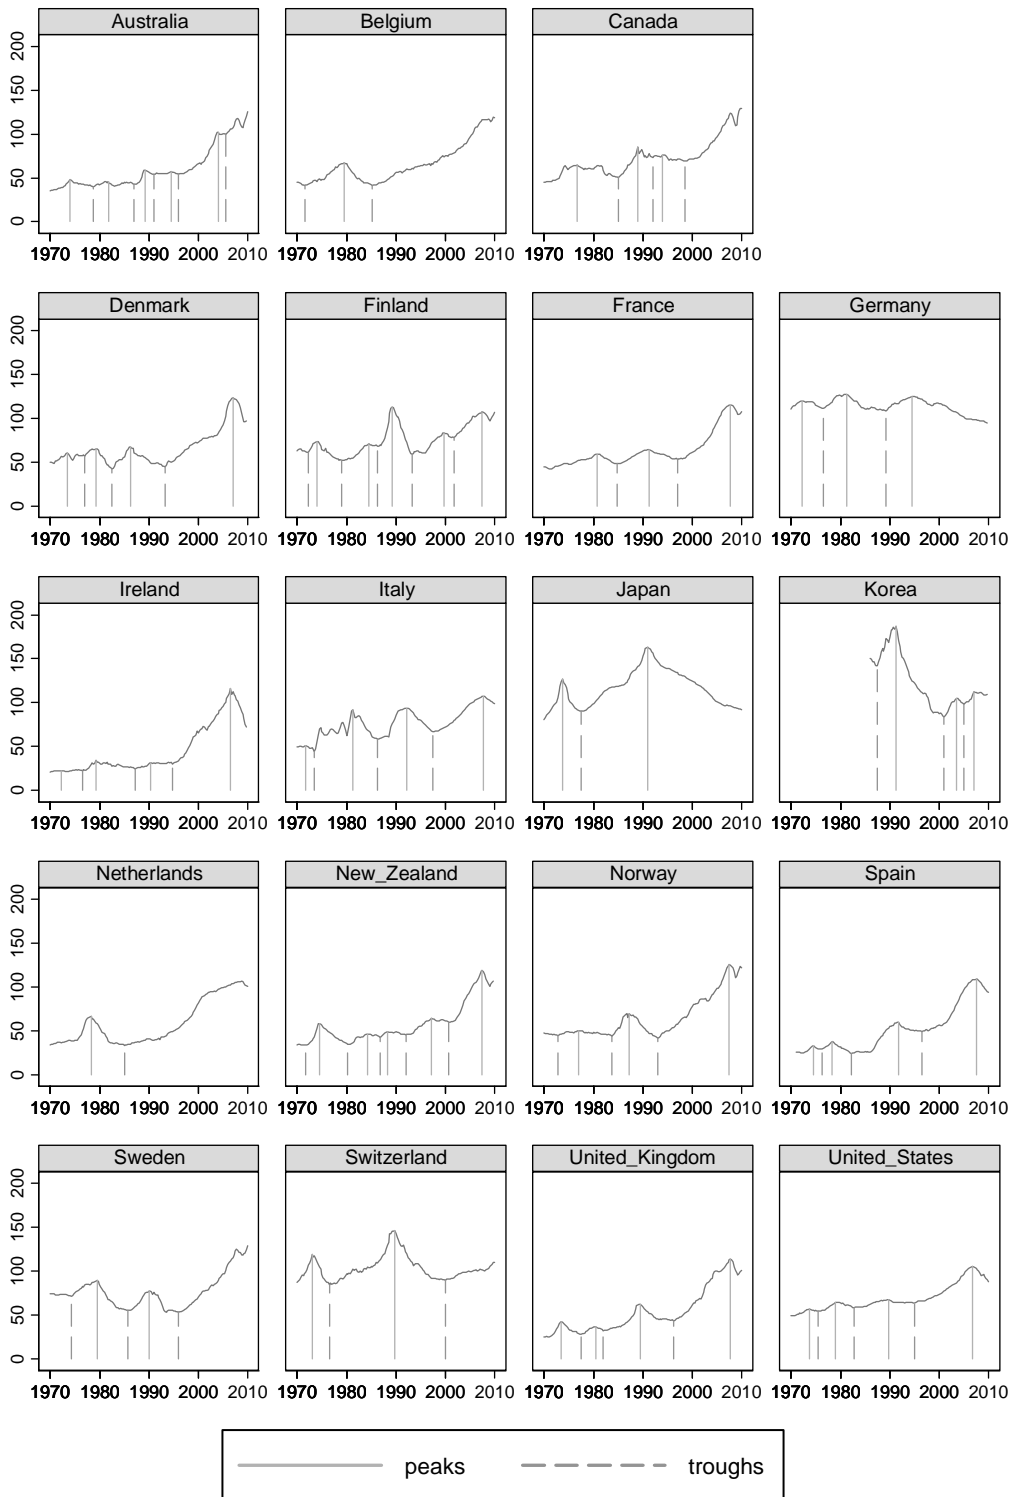 Australia Belgium Canada
200
150
100
50
0
1970 1980 1990 2000 2010 1970 1980 1990 2000 2010 1970 1980 1990 2000 2010
Denmark Finland France Germany
200
150
100
50
0
1970 1980 1990 2000 2010 1970 1980 1990 2000 2010 1970 1980 1990 2000 2010 1970 1980 1990 2000 2010
Ireland Italy Japan Korea
200
150
100
50
0
1970 1980 1990 2000 2010 1970 1980 1990 2000 2010 1970 1980 1990 2000 2010 1970 1980 1990 2000 2010
Netherlands New_Zealand Norway Spain
200
150
100
50
0
1970 1980 1990 2000 2010 1970 1980 1990 2000 2010 1970 1980 1990 2000 2010 1970 1980 1990 2000 2010
Sweden Switzerland United_Kingdom United_States
200
150
100
50
0
1970 1980 1990 2000 2010 1970 1980 1990 2000 2010 1970 1980 1990 2000 2010 1970 1980 1990 2000 2010
peaks troughs